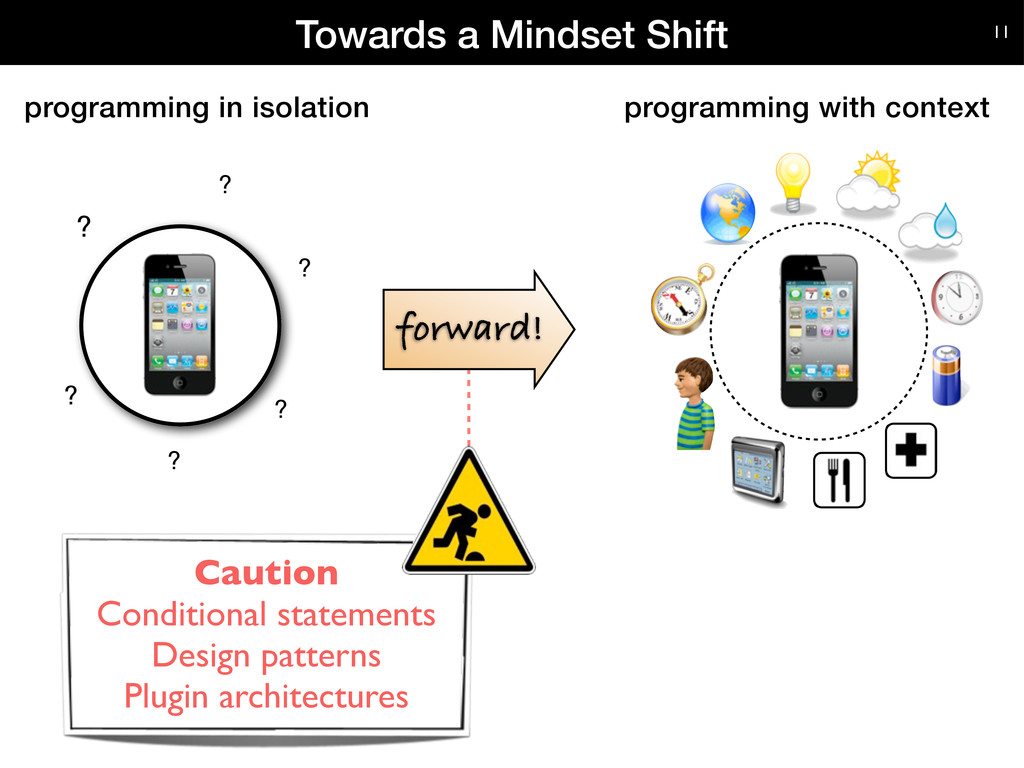 Towards a Mindset Shift
11
programming in isolation
programming with context
?
?
?
?
?
?
forward!
Caution
Conditional statements
Design patterns
Plugin architectures